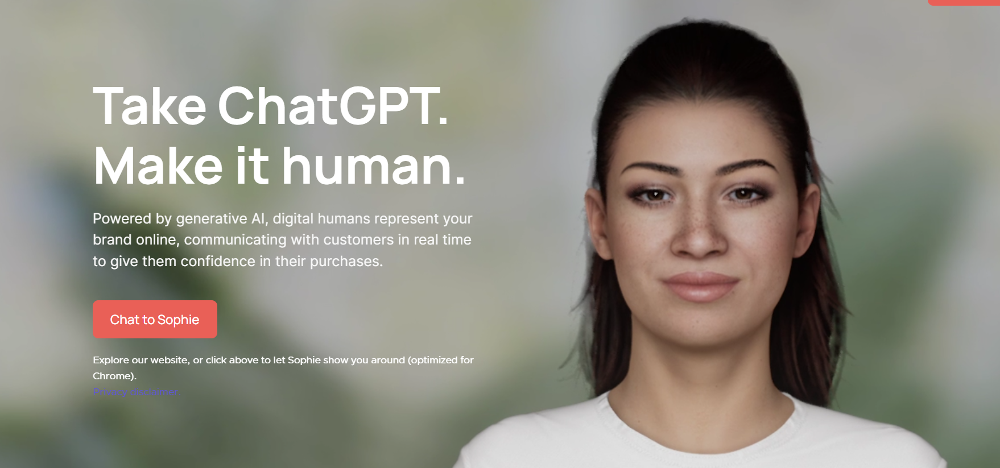 Take ChatGPT.
Make it human.
Powered by generative AI, digital humans represent your
brand online, communicating with customers in real time
to give them confidence in their purchases.
Chat to Sophie
Explore our website, or click above to let Sophie show you around (optimized for
Chrome).
Privacy disclaimer